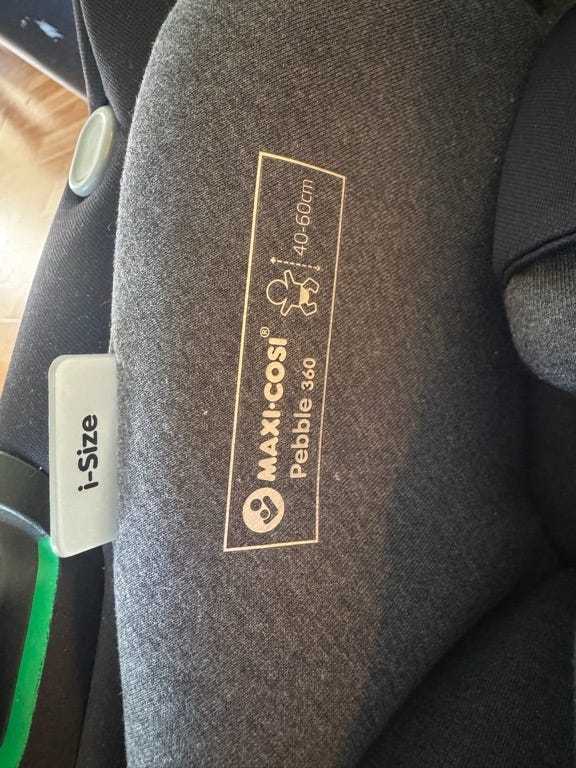 MAXI·COSI®
Pebble 360
40-60cm
i-Size